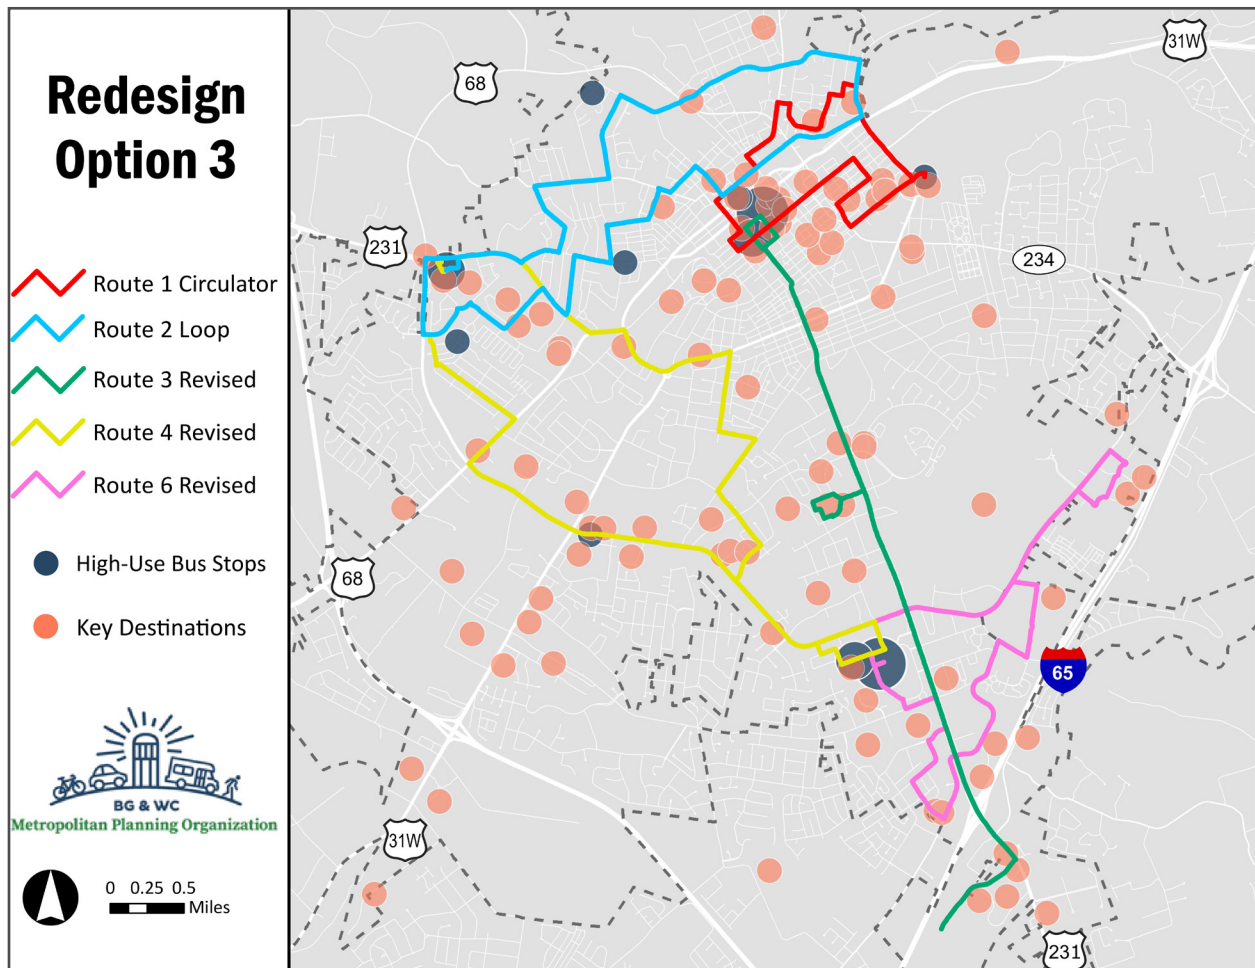 Redesign
Option 3
Route 1 Circulator
Route 2 Loop
Route 3 Revised
Route 4 Revised
Route 6 Revised
High-Use Bus Stops
Key Destinations
BG & WC
Metropolitan Planning Organization
0 0.25 0.5
Miles
68
31W
231
234
68
65
31W
231